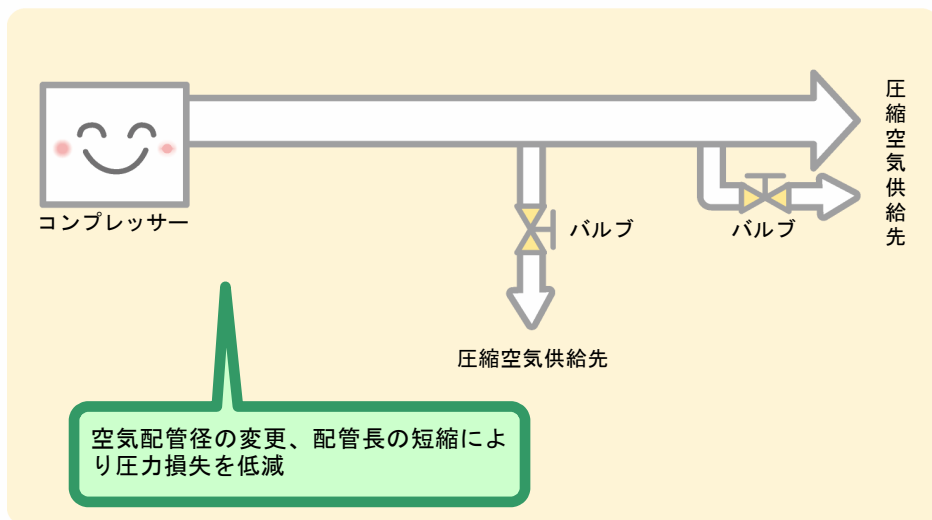 コンプレッサー
バルブ
バルブ
圧縮空気供給先
圧縮空気供給先
空気配管径の変更、配管長の短縮によ
り圧力損失を低減